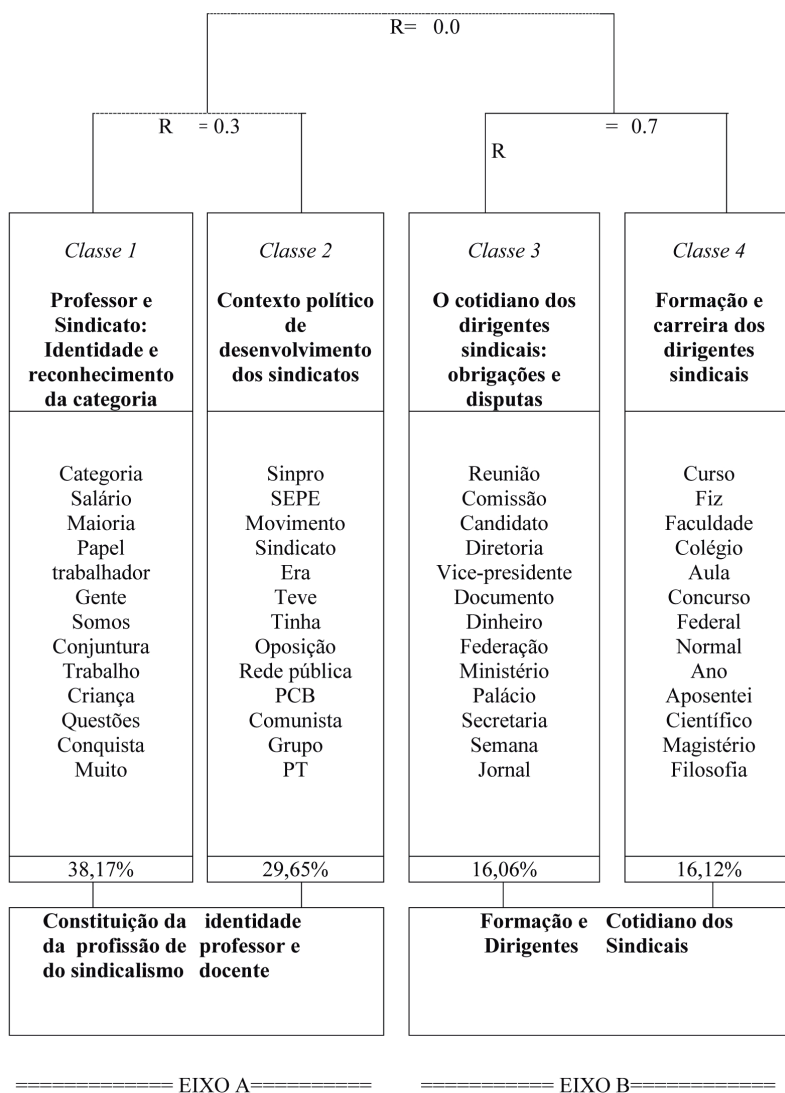 R= 0.0
R = 0.3
= 0.7
R
Classe 1
Professor e
Sindicato:
Identidade e
reconhecimento
da categoria
Categoria
Salário
Maioria
Papel
trabalhador
Gente
Somos
Conjuntura
Trabalho
Criança
Questões
Conquista
Muito
38,17%
Classe 2
Contexto político
de
desenvolvimento
dos sindicatos
Sinpro
SEPE
Movimento
Sindicato
Era
Teve
Tinha
Oposição
Rede pública
PCB
Comunista
Grupo
PT
29,65%
Classe 3
O cotidiano dos
dirigentes
sindicais:
obrigações e
disputas
Reunião
Comissão
Candidato
Diretoria
Vice-presidente
Documento
Dinheiro
Federação
Ministério
Palácio
Secretaria
Semana
Jornal
16,06%
Classe 4
Formação e
carreira dos
dirigentes
sindicais
Curso
Fiz
Faculdade
Colégio
Aula
Concurso
Federal
Normal
Ano
Aposentei
Científico
Magistério
Filosofia
16,12%
Constituição da identidade
da profissão de professor e
do sindicalismo docente
Formação e Cotidiano dos
Dirigentes Sindicais
============= EIXO A==========
=========== EIXO B============